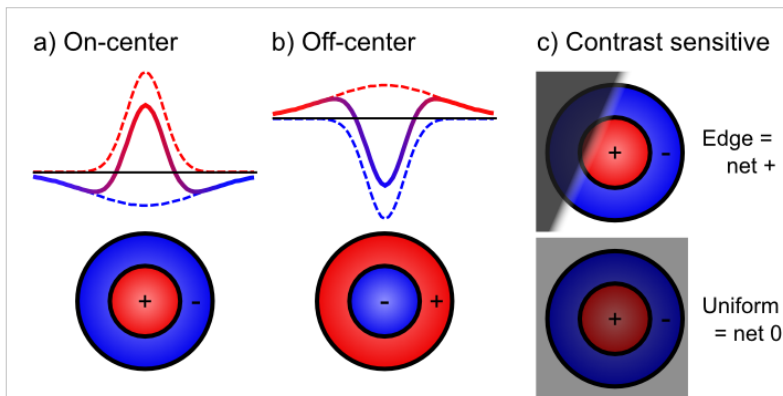 a) On-center
b) Off-center
c) Contrast sensitive
+
-
-
+
+
-
Edge =
net +
+
-
Uniform
= net 0